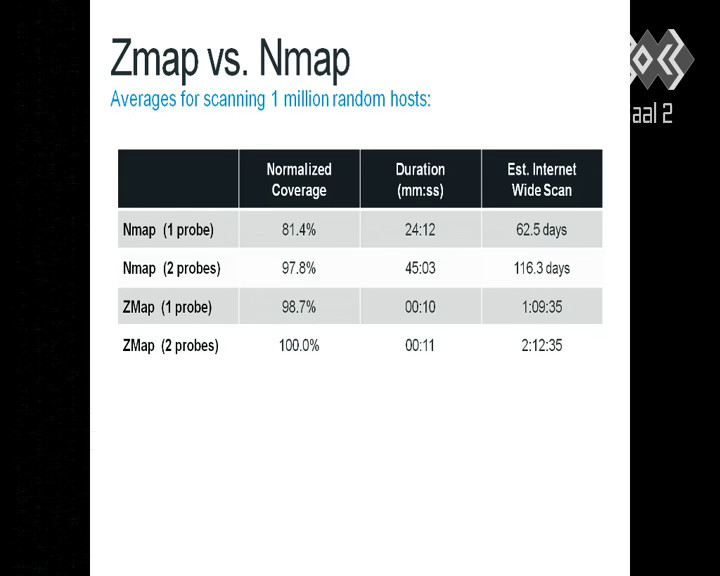 Zmap vs. Nmap
Averages for scanning 1 million random hosts:
Normalized Coverage Duration (mm:ss) Est. Internet Wide Scan
Nmap (1 probe) 81.4% 24:12 62.5 days
Nmap (2 probes) 97.8% 45:03 116.3 days
ZMap (1 probe) 98.7% 00:10 1:09:35
ZMap (2 probes) 100.0% 00:11 2:12:35
aal 2